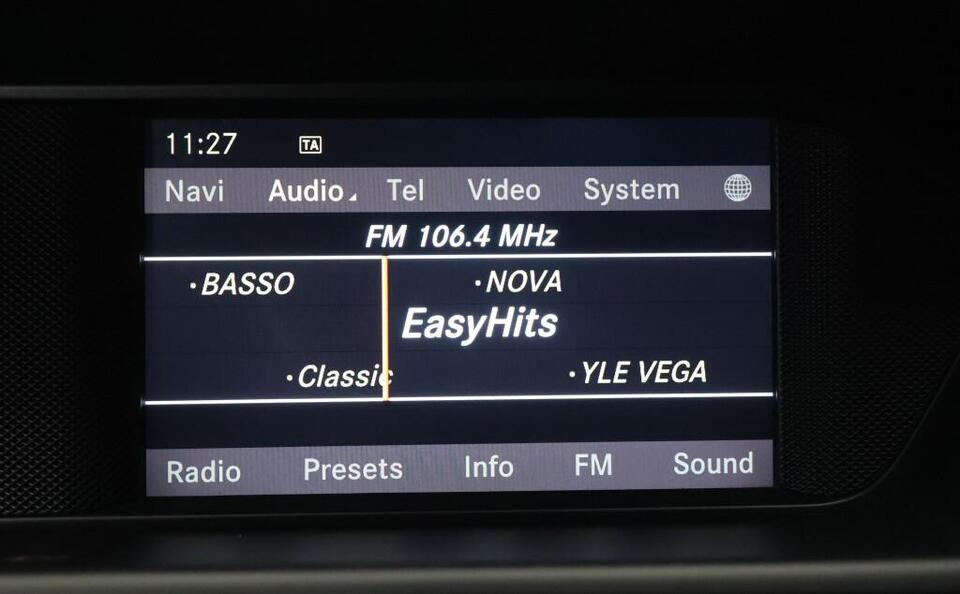 11:27 TA
Navi Audio Tel Video System
FM 106.4 MHz
·BASSO ·NOVA
EasyHits
·Classic ·YLE VEGA
Radio Presets Info FM Sound